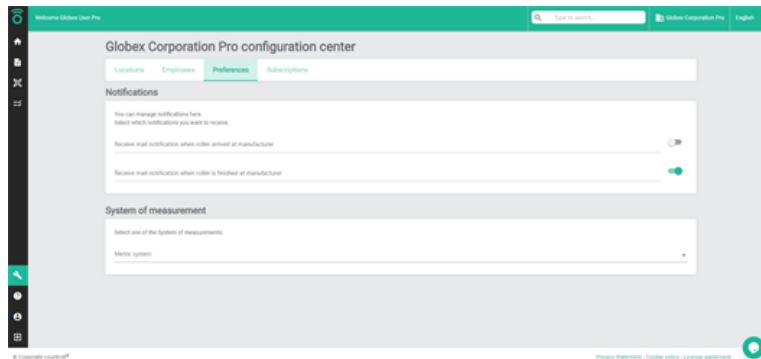 Welcome Globex User Pro
Type to search...
Globex Corporation Pro
English
Globex Corporation Pro configuration center
Locations Employees Preferences Subscriptions
Notifications
You can manage notifications here.
Select which notifications you want to receive.
Receive mail notification when roller arrived at manufacturer
Receive mail notification when roller is finished at manufacturer
System of measurement
Select one of the System of measurements.
Metric system
© Copyright rountroll®
Privacy Statement - Cookie policy - License agreement